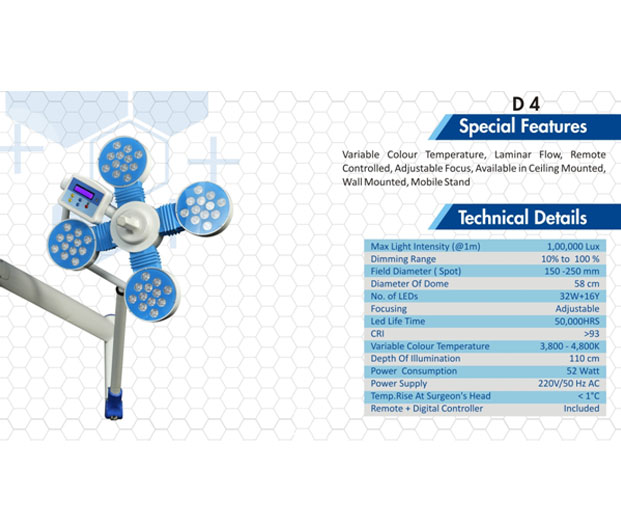 D 4
Special Features
Variable Colour Temperature, Laminar Flow, Remote
Controlled, Adjustable Focus, Available in Ceiling Mounted,
Wall Mounted, Mobile Stand
Technical Details
Max Light Intensity (@1m) 1,00,000 Lux
Dimming Range 10% to 100 %
Field Diameter ( Spot) 150 -250 mm
Diameter Of Dome 58 cm
No. of LEDs 32W+16Y
Focusing Adjustable
Led Life Time 50,000HRS
CRI >93
Variable Colour Temperature 3,800 - 4,800K
Depth Of Illumination 110 cm
Power Consumption 52 Watt
Power Supply 220V/50 Hz AC
Temp.Rise At Surgeon's Head < 1°C
Remote + Digital Controller Included